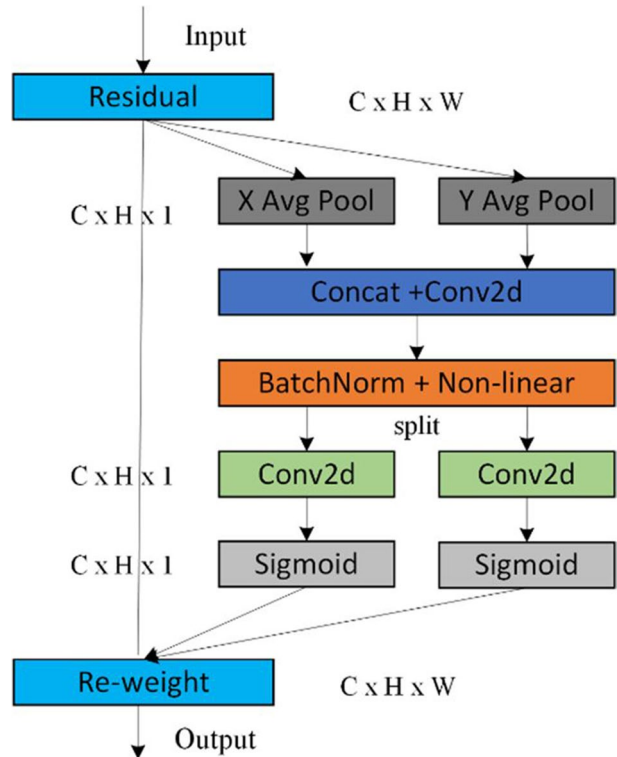 Input
Residual
C x H x W
X Avg Pool
Y Avg Pool
C x H x 1
Concat +Conv2d
BatchNorm + Non-linear
split
C x H x 1
Conv2d
Conv2d
C x H x 1
Sigmoid
Sigmoid
Re-weight
C x H x W
Output